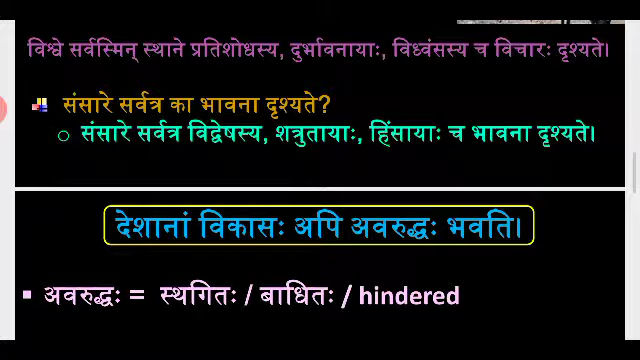 विश्वे सर्वस्मिन् स्थाने प्रतिशोधस्य, दुर्भावनायाः, विध्वंसस्य च विचारः दृश्यते।
संसारे सर्वत्र का भावना दृश्यते?
संसारे सर्वत्र विद्वेषस्य, शत्रुतायाः, हिंसायाः च भावना दृश्यते।
देशानां विकासः अपि अवरुद्धः भवति।
अवरुद्धः = स्थगितः / बाधितः / hindered